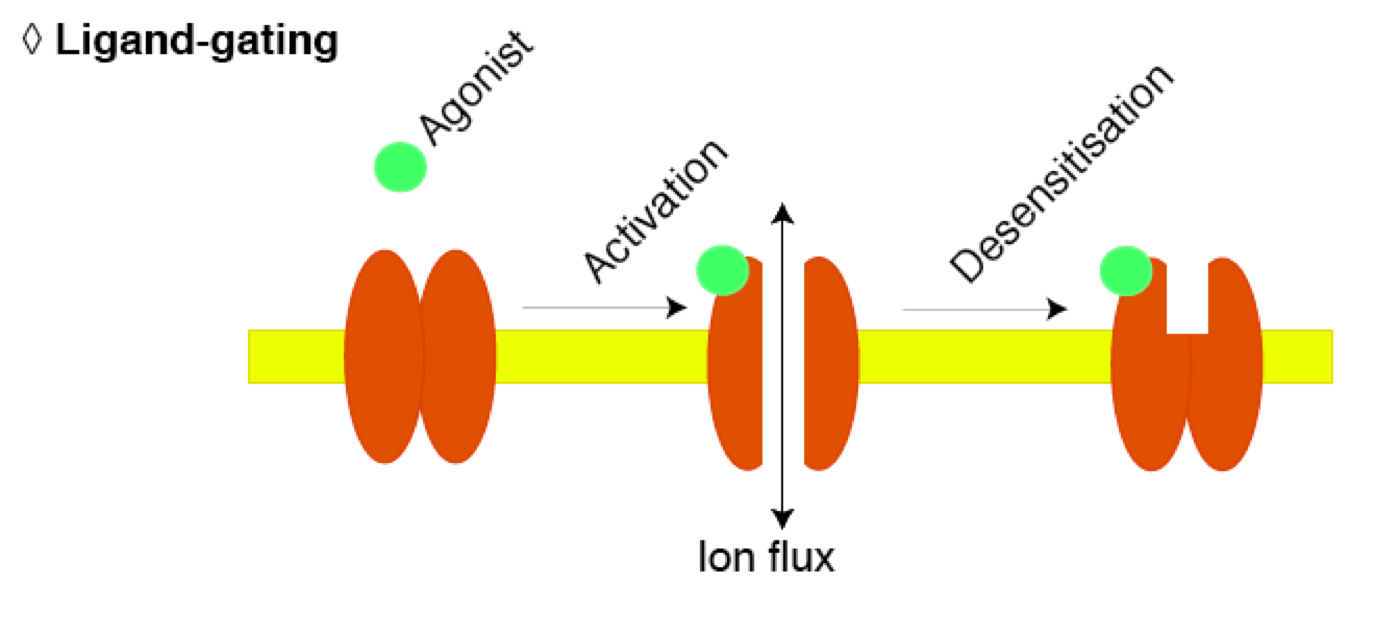 ◊ Ligand-gating
Agonist
Activation
Desensitisation
Ion flux